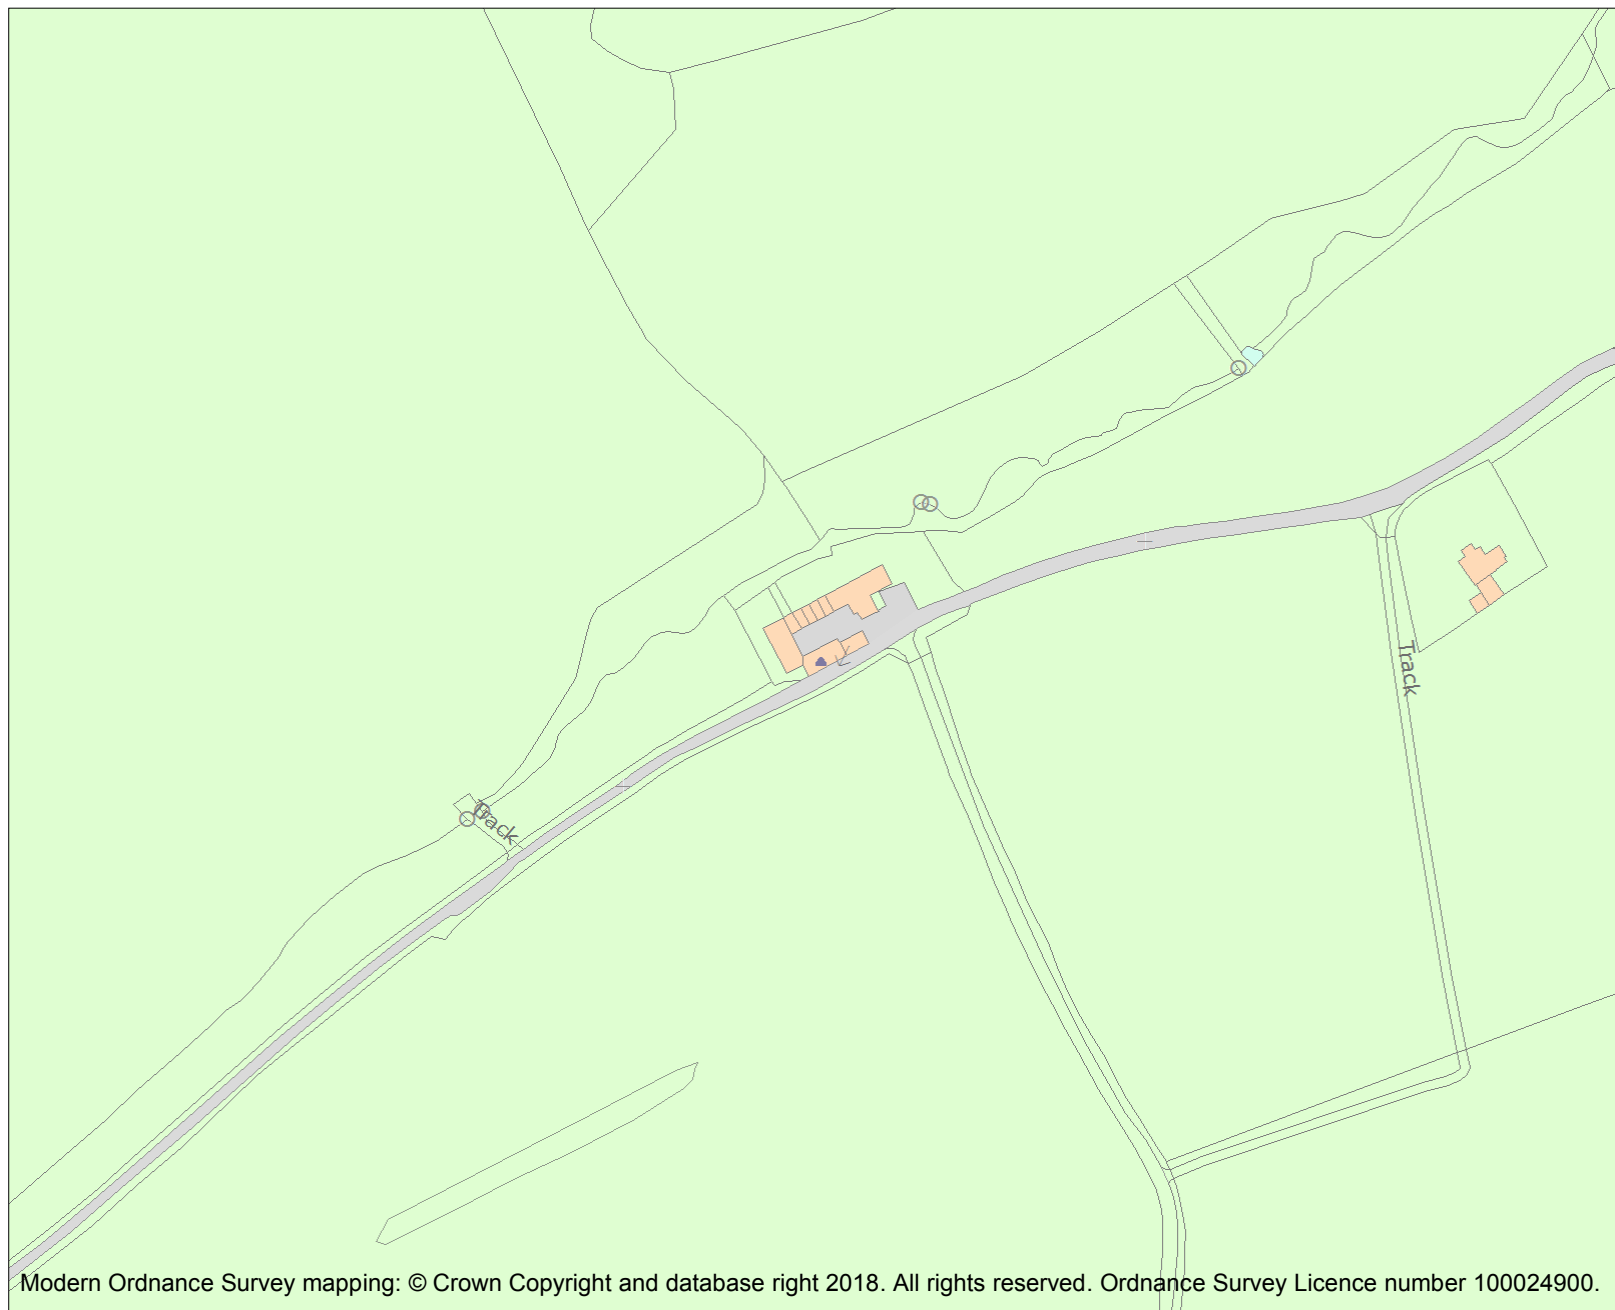 Track
Track
Modern Ordnance Survey mapping: © Crown Copyright and database right 2018. All rights reserved. Ordnance Survey Licence number 100024900.